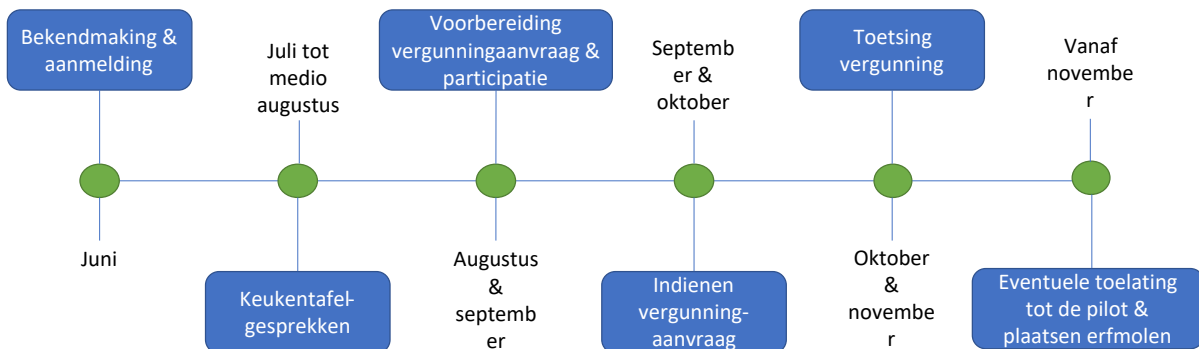 Bekendmaking &
aanmelding
Juni
Juli tot
medio
augustus
Keukentafel-
gesprekken
Voorbereiding
vergunningaanvraag &
participatie
Augustus
&
septemb
er
Septemb
er &
oktober
Indienen
vergunning-
aanvraag
Toetsing
vergunning
Oktober
&
novembe
r
Vanaf
novembe
r
Eventuele toelating
tot de pilot &
plaatsen erfmolen